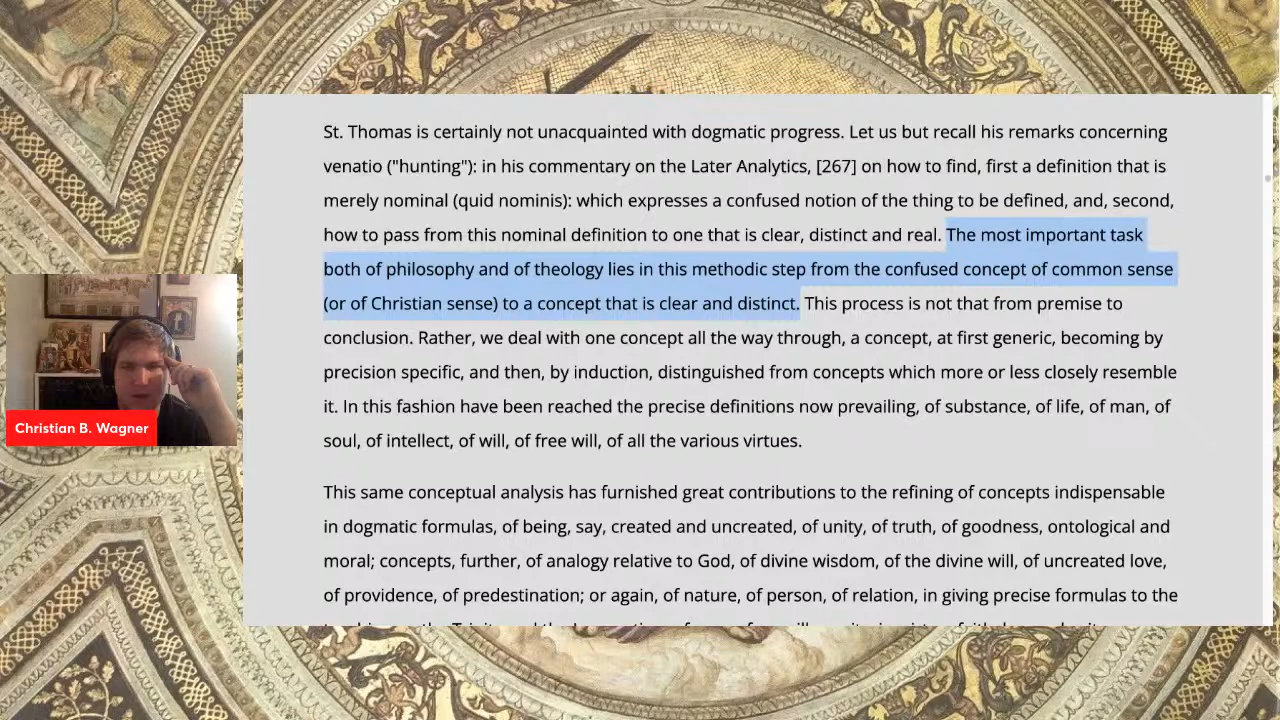 St. Thomas is certainly not unacquainted with dogmatic progress. Let us but recall his remarks concerning
venatio ("hunting"): in his commentary on the Later Analytics, [267] on how to find, first a definition that is
merely nominal (quid nominis): which expresses a confused notion of the thing to be defined, and, second,
how to pass from this nominal definition to one that is clear, distinct and real. The most important task
both of philosophy and of theology lies in this methodic step from the confused concept of common sense
(or of Christian sense) to a concept that is clear and distinct. This process is not that from premise to
conclusion. Rather, we deal with one concept all the way through, a concept, at first generic, becoming by
precision specific, and then, by induction, distinguished from concepts which more or less closely resemble
it. In this fashion have been reached the precise definitions now prevailing, of substance, of life, of man, of
soul, of intellect, of will, of free will, of all the various virtues.
This same conceptual analysis has furnished great contributions to the refining of concepts indispensable
in dogmatic formulas, of being, say, created and uncreated, of unity, of truth, of goodness, ontological and
moral; concepts, further, of analogy relative to God, of divine wisdom, of the divine will, of uncreated love,
of providence, of predestination; or again, of nature, of person, of relation, in giving precise formulas to the
Christian B. Wagner